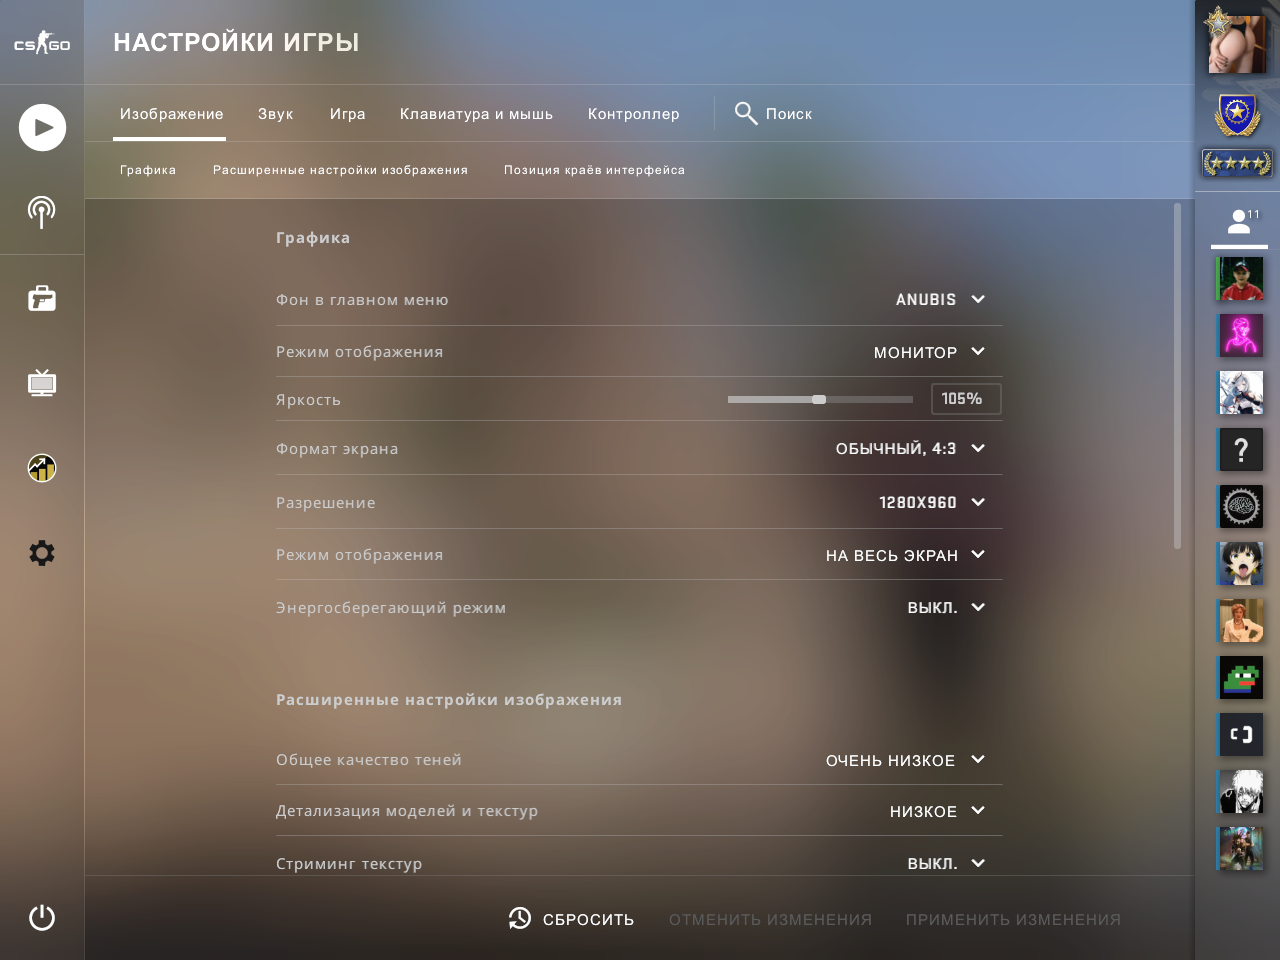 CS GO
НАСТРОЙКИ ИГРЫ
Изображение Звук Игра Клавиатура и мышь Контроллер Поиск
Графика Расширенные настройки изображения Позиция краёв интерфейса
11
Графика
Фон в главном меню ANUBIS
Режим отображения МОНИТОР
Яркость 105%
Формат экрана ОБЫЧНЫЙ, 4:3
Разрешение 1280X960
Режим отображения НА ВЕСЬ ЭКРАН
Энергосберегающий режим ВЫКЛ.
Расширенные настройки изображения
Общее качество теней ОЧЕНЬ НИЗКОЕ
Детализация моделей и текстур НИЗКОЕ
Стриминг текстур ВЫКЛ.
СБРОСИТЬ ОТМЕНИТЬ ИЗМЕНЕНИЯ ПРИМЕНИТЬ ИЗМЕНЕНИЯ